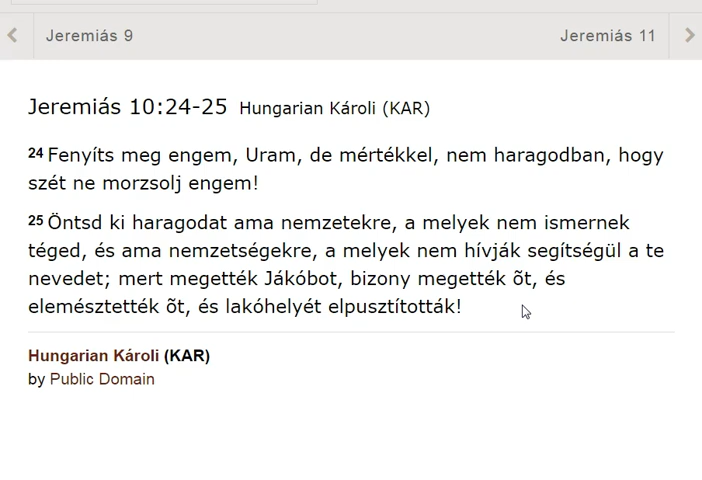 Jeremiás 9 Jeremiás 11
Jeremiás 10:24-25 Hungarian Károli (KAR)
24 Fenyíts meg engem, Uram, de mértékkel, nem haragodban, hogy
szét ne morzsolj engem!
25 Öntsd ki haragodat ama nemzetekre, a melyek nem ismernek
téged, és ama nemzetségekre, a melyek nem hívják segítségül a te
nevedet; mert megették Jákóbot, bizony megették õt, és
elemésztették õt, és lakóhelyét elpusztították!
Hungarian Károli (KAR)
by Public Domain